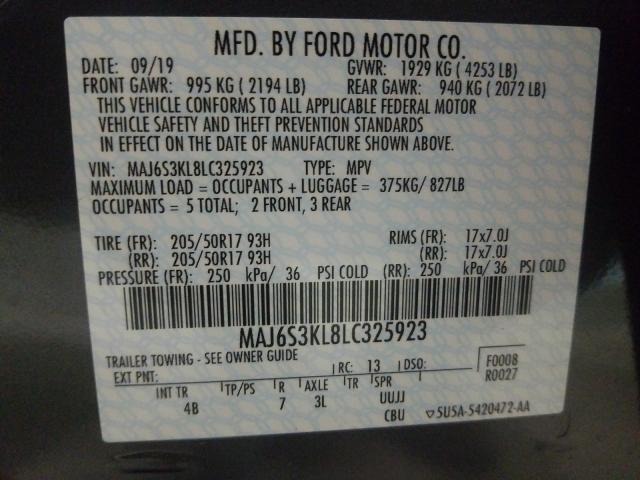 MFD. BY FORD MOTOR CO.
DATE: 09/19 GVWR: 1929 KG ( 4253 LB)
FRONT GAWR: 995 KG ( 2194 LB) REAR GAWR: 940 KG ( 2072 LB)
THIS VEHICLE CONFORMS TO ALL APPLICABLE FEDERAL MOTOR
VEHICLE SAFETY AND THEFT PREVENTION STANDARDS
IN EFFECT ON THE DATE OF MANUFACTURE SHOWN ABOVE.
VIN: MAJ6S3KL8LC325923 TYPE: MPV
MAXIMUM LOAD = OCCUPANTS + LUGGAGE = 375KG/ 827LB
OCCUPANTS = 5 TOTAL; 2 FRONT, 3 REAR
TIRE (FR): 205/50R17 93H RIMS (FR): 17x7.0J
(RR): 205/50R17 93H (RR): 17x7.0J
PRESSURE (FR): 250 kPa/ 36 PSI COLD (RR): 250 kPa/ 36 PSI COLD
MAJ6S3KL8LC325923
TRAILER TOWING - SEE OWNER GUIDE
EXT PNT: RC: 13 DSO: F0008
R0027
INT TR TP/PS R AXLE TR SPR
4B 7 3L UUJJ
CBU 5U5A-5420472-AA